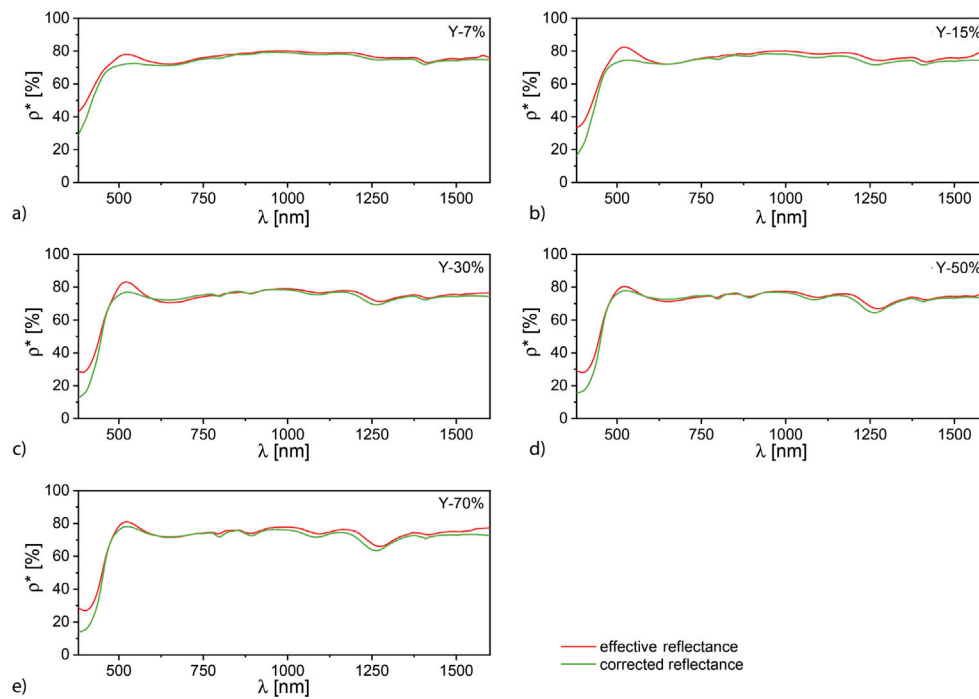 100
80
60
40
20
0
ρ* [%]
Y-7%
500 750 1000 1250 1500
λ [nm]
a)
100
80
60
40
20
0
ρ* [%]
Y-15%
500 750 1000 1250 1500
λ [nm]
b)
100
80
60
40
20
0
ρ* [%]
Y-30%
500 750 1000 1250 1500
λ [nm]
c)
100
80
60
40
20
0
ρ* [%]
Y-50%
500 750 1000 1250 1500
λ [nm]
d)
100
80
60
40
20
0
ρ* [%]
Y-70%
500 750 1000 1250 1500
λ [nm]
e)
effective reflectance
corrected reflectance